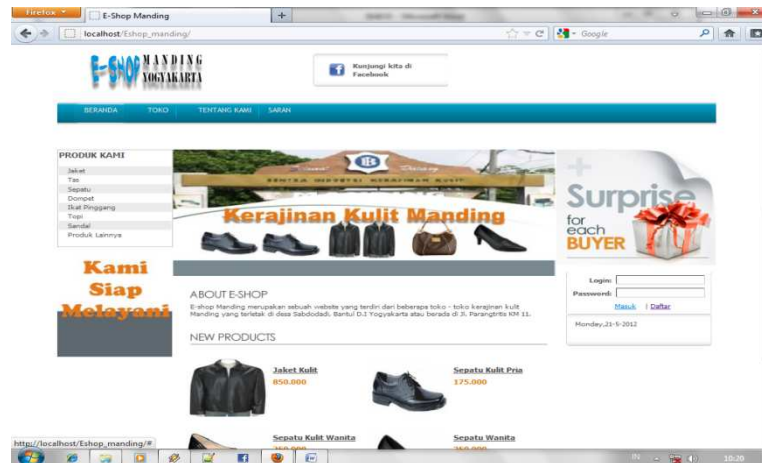 Firefox
E-Shop Manding
localhost/Eshop_manding/
Google
E-SHOP MANDING
YOGYAKARTA
Kunjungi kita di
Facebook
BERANDA TOKO TENTANG KAMI SARAN
PRODUK KAMI
Jaket
Tas
Sepatu
Dompet
Ikat Pinggang
Topi
Sandal
Produk Lainnya
Kami
Siap
Melayani
SENTRA INDUSTRI KERAJINAN KULIT
Kerajinan Kulit Manding
Surprise
for
each
BUYER
Login:
Password:
Masuk | Daftar
Monday,21-5-2012
ABOUT E-SHOP
E-shop Manding merupakan sebuah website yang terdiri dari beberapa toko - toko kerajinan kulit
Manding yang terletak di desa Sabdodadi, Bantul D.I Yogyakarta atau berada di Jl. Parangtritis KM 11.
NEW PRODUCTS
Jaket Kulit
850.000
Sepatu Kulit Pria
175.000
Sepatu Kulit Wanita
Sepatu Wanita
http://localhost/Eshop_manding/#
IN
10:20